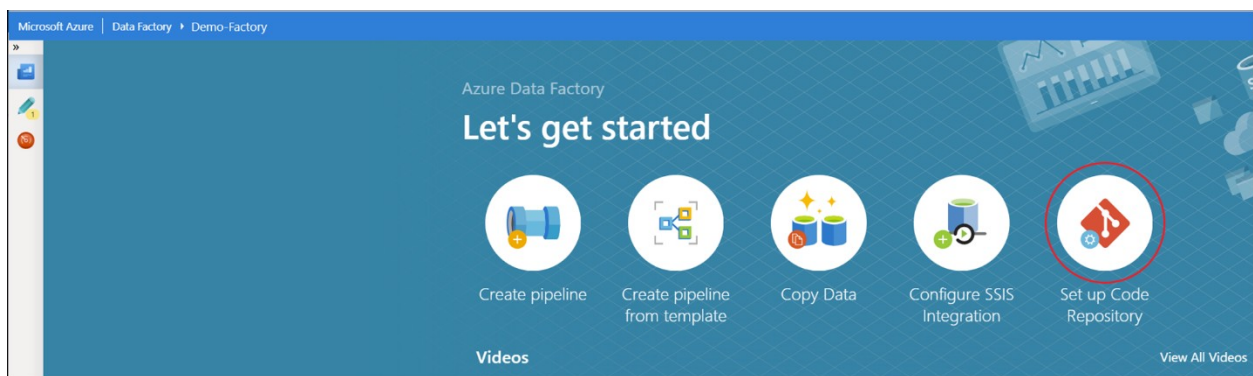 Microsoft Azure | Data Factory ▸ Demo-Factory
»
1
Azure Data Factory
Let's get started
Create pipeline
Create pipeline
from template
Copy Data
Configure SSIS
Integration
Set up Code
Repository
Videos
View All Videos